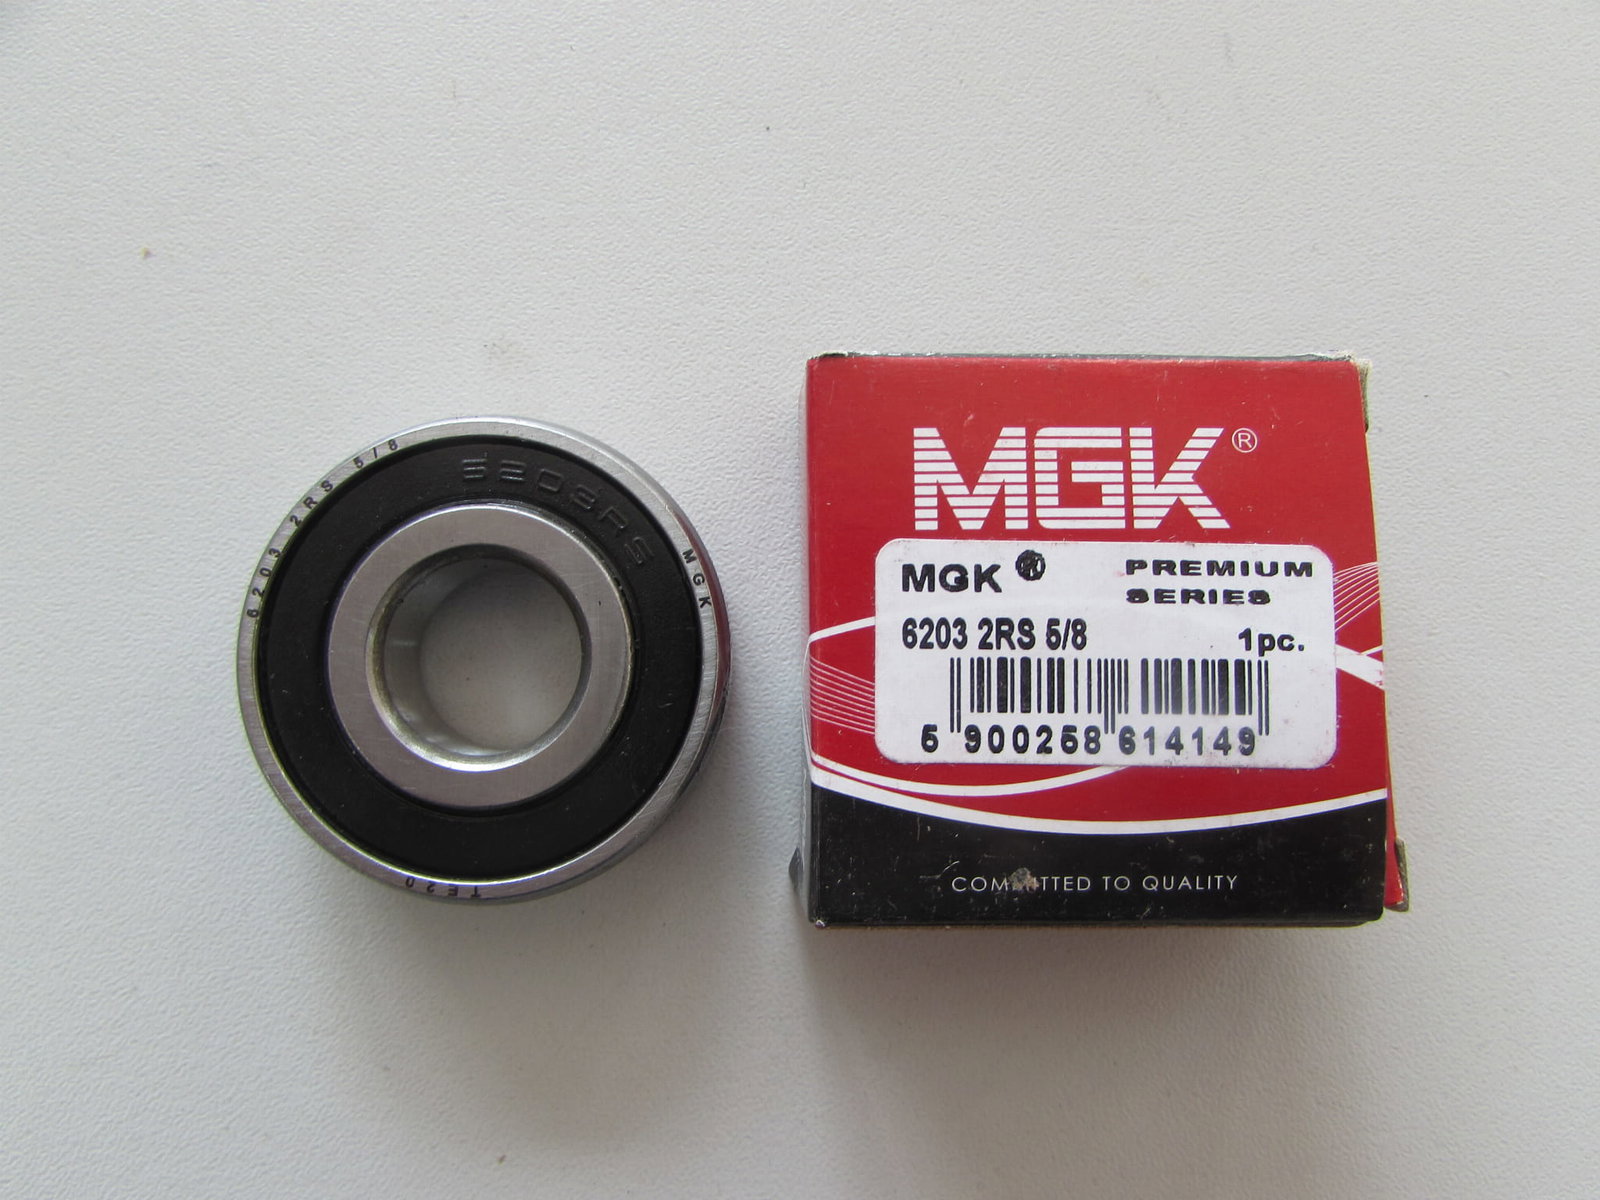 6203 2RS 5/8
6203RS
MGK
TE20
MGK®
MGK ® PREMIUM
SERIES
6203 2RS 5/8 1pc.
5 900258 614149
COMMITTED TO QUALITY